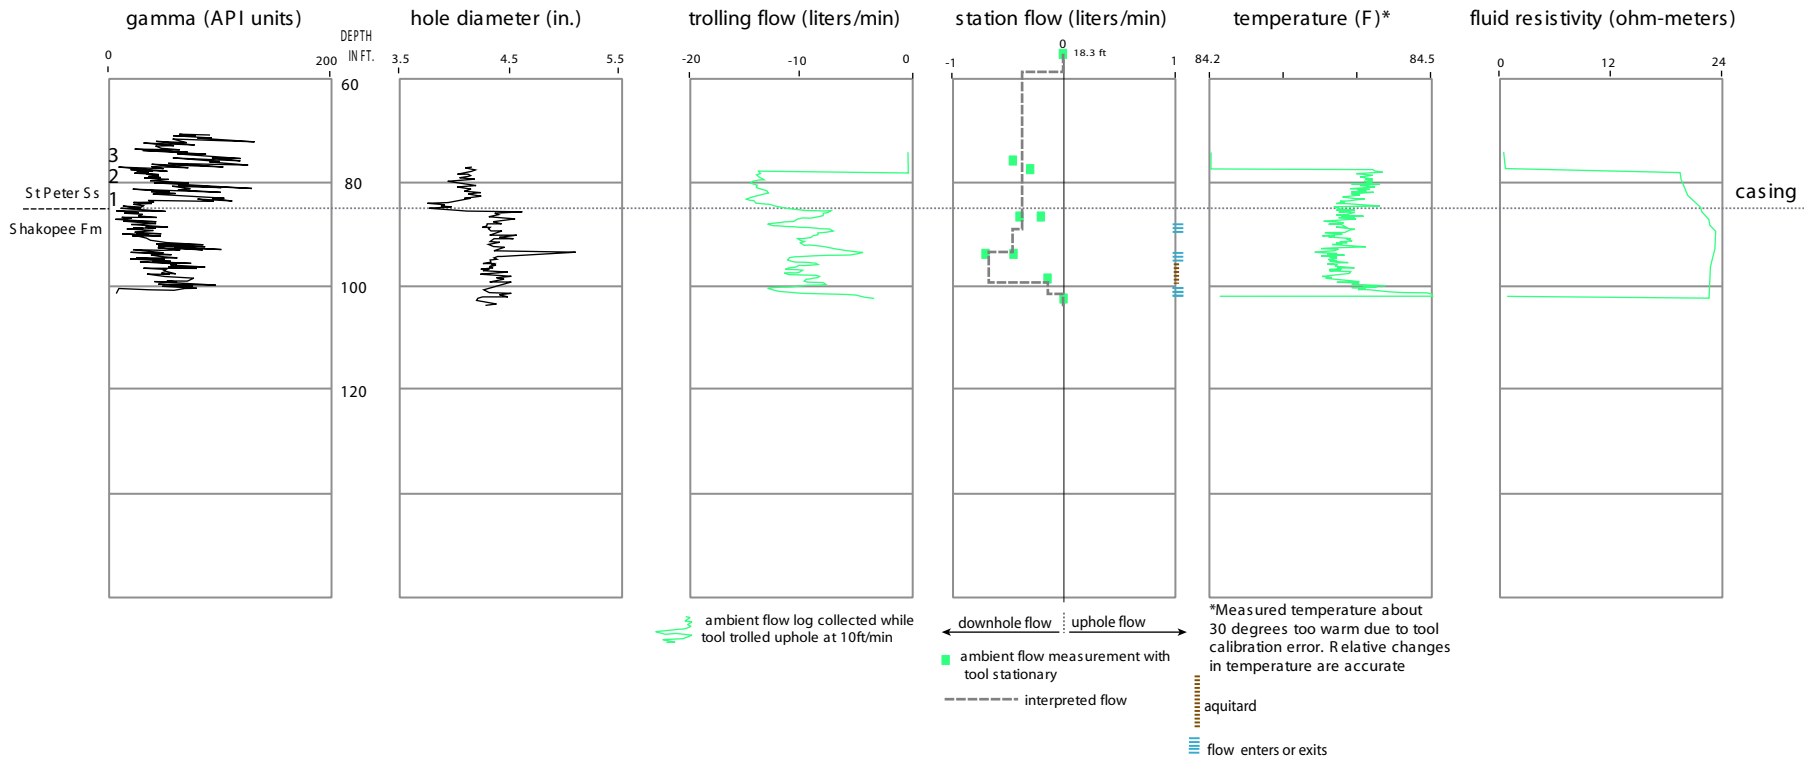 gamma (API units)
hole diameter (in.)
trolling flow (liters/min)
station flow (liters/min)
temperature (F)*
fluid resistivity (ohm-meters)
DEPTH
IN FT.
0
200
3.5
4.5
5.5
-20
-10
0
-1
0
1
18.3 ft
84.2
84.5
0
12
24
60
3
2
80
1
St Peter Ss
casing
Shakopee Fm
100
120
ambient flow log collected while
tool trolled uphole at 10ft/min
downhole flow
uphole flow
ambient flow measurement with
tool stationary
interpreted flow
*Measured temperature about
30 degrees too warm due to tool
calibration error. Relative changes
in temperature are accurate
aquitard
flow enters or exits